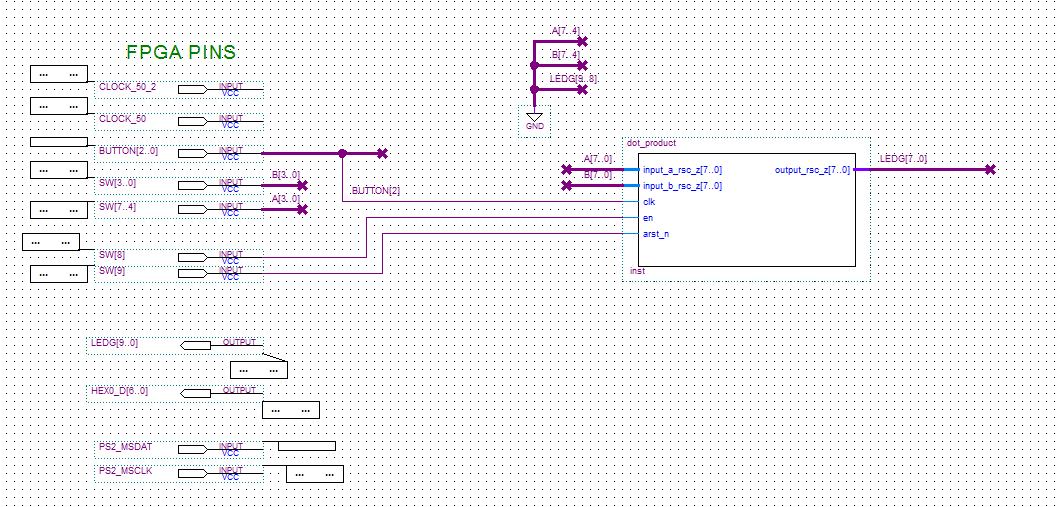 FPGA PINS
CLOCK_50_2 INPUT VCC
CLOCK_50 INPUT VCC
BUTTON[2..0] INPUT VCC
SW[3..0] INPUT VCC B[3..0]
SW[7..4] INPUT VCC A[3..0]
BUTTON[2]
SW[8] INPUT VCC
SW[9] INPUT VCC
LEDG[9..0] OUTPUT
... ...
HEX0_D[6..0] OUTPUT
... ...
PS2_MSDAT INPUT VCC
PS2_MSCLK INPUT VCC
... ...
A[7..4]
B[7..4]
LEDG[9..8]
GND
dot_product
A[7..0] input_a_rsc_z[7..0] output_rsc_z[7..0] LEDG[7..0]
B[7..0] input_b_rsc_z[7..0]
clk
en
arst_n
inst